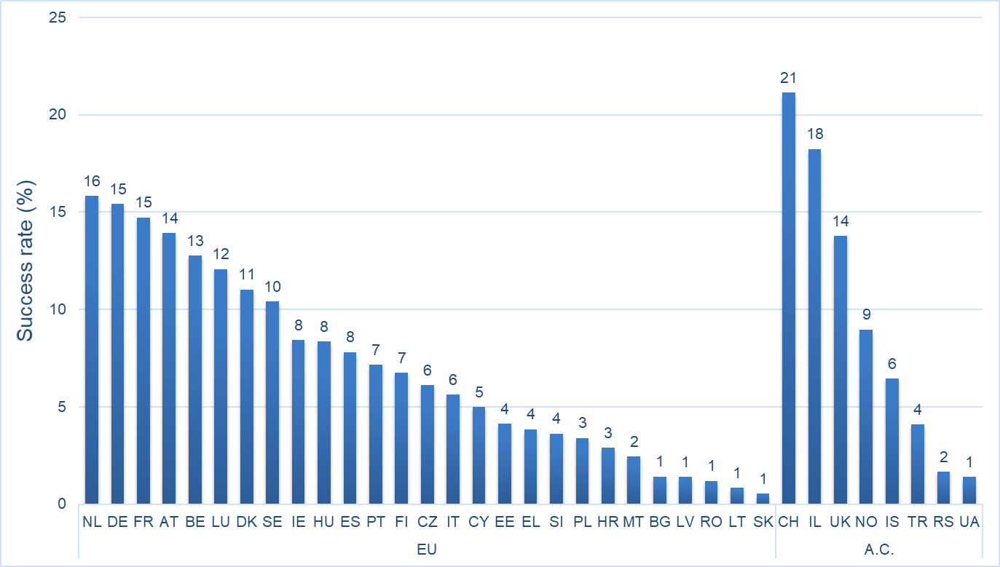 25
20
15
10
5
0
Success rate (%)
16 15 15 14 13 12 11 10 8 8 8 7 7 6 6 5 4 4 4 3 3 2 1 1 1 1 1 21 18 14 9 6 4 2 1
NL DE FR AT BE LU DK SE IE HU ES PT FI CZ IT CY EE EL SI PL HR MT BG LV RO LT SK CH IL UK NO IS TR RS UA
EU A.C.